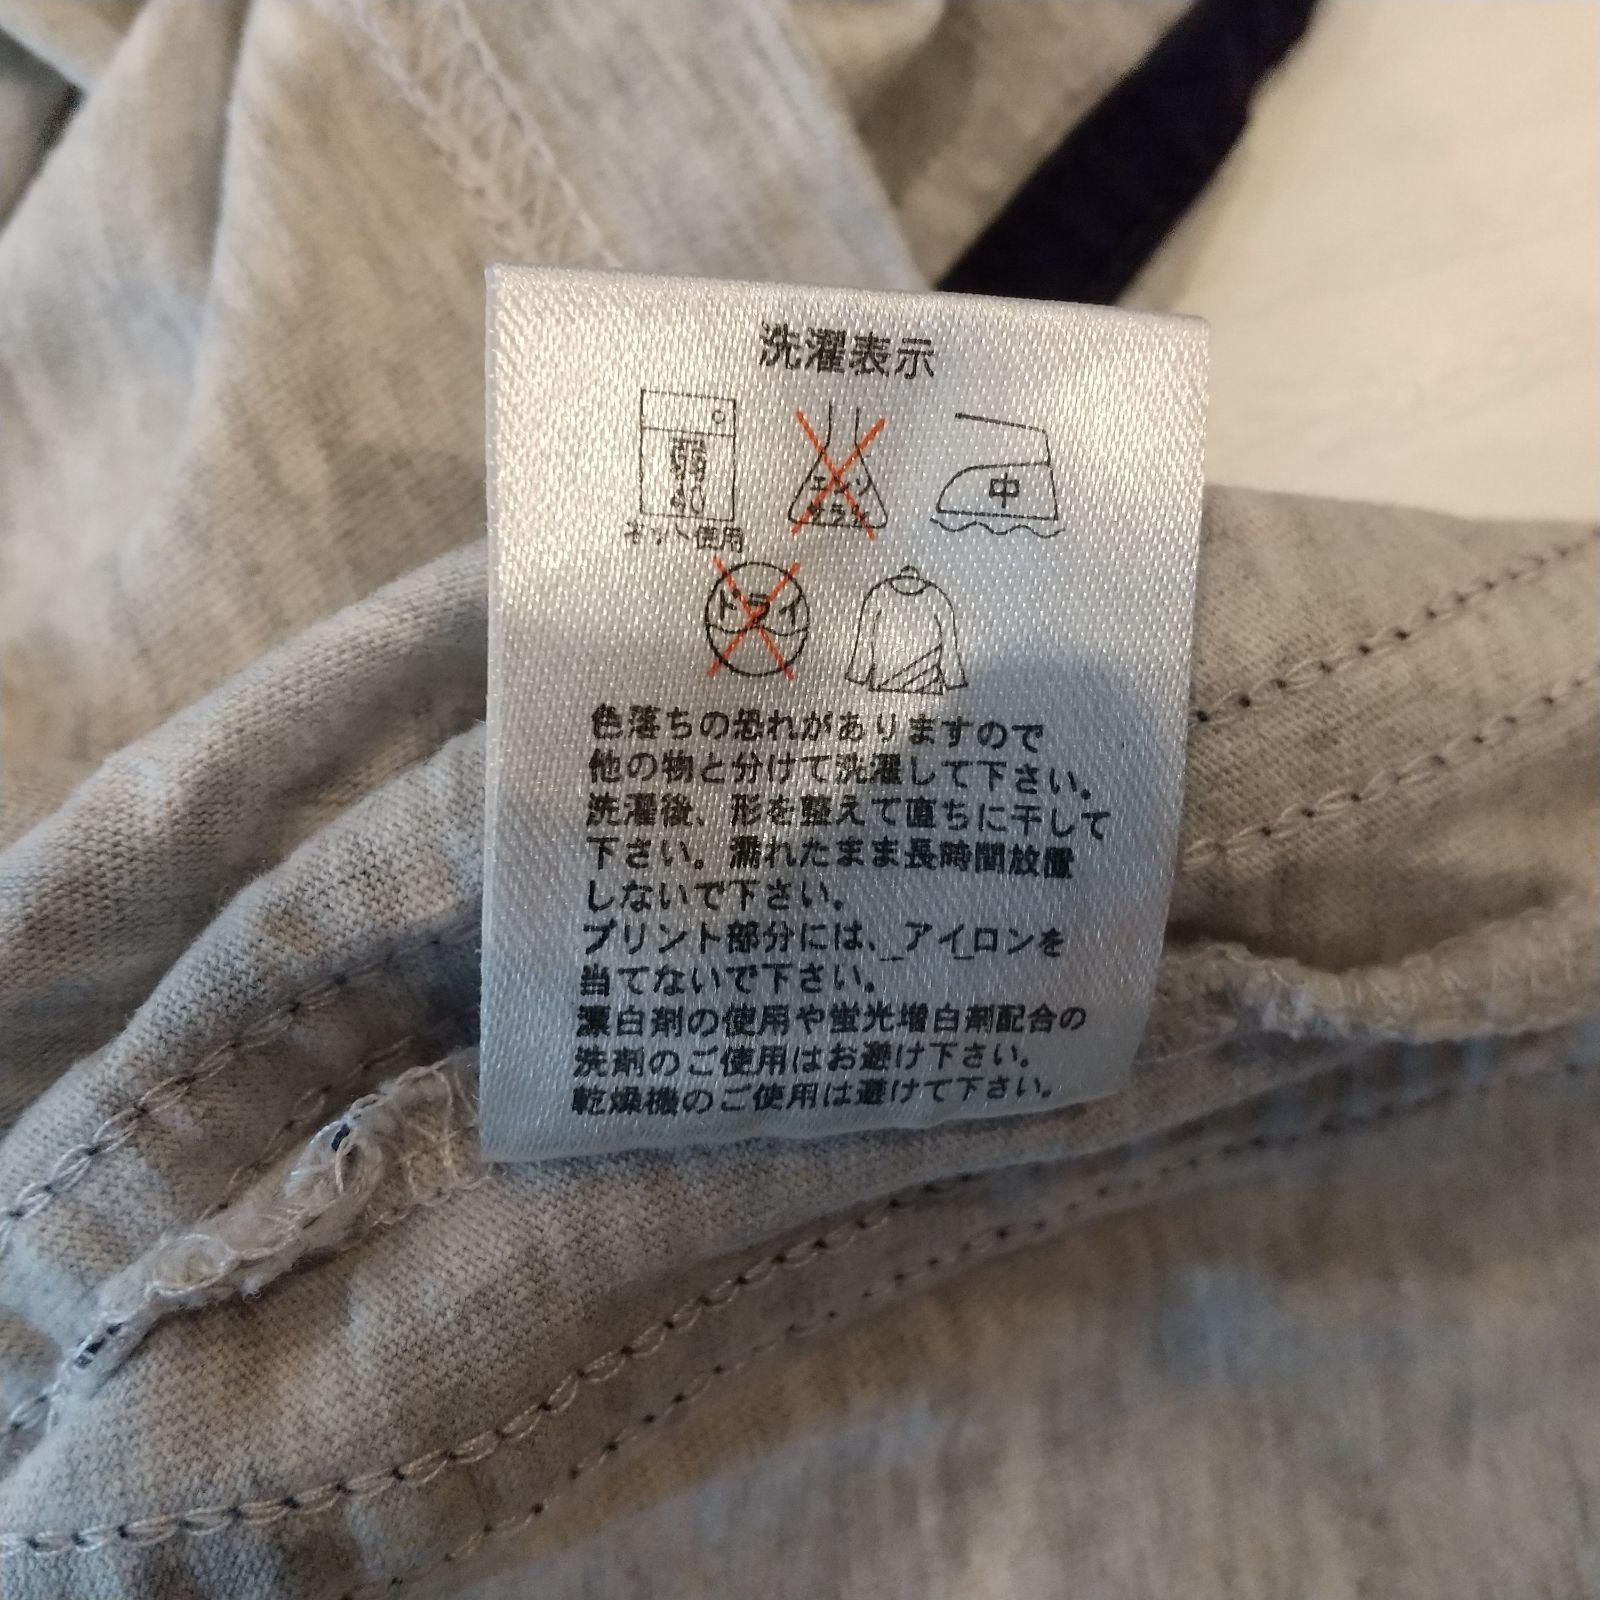 洗濯表示
弱
40
ネット使用
エンソ
サラシ
中
ドライ
色落ちの恐れがありますので
他の物と分けて洗濯して下さい。
洗濯後、形を整えて直ちに干して
下さい。濡れたまま長時間放置
しないで下さい。
プリント部分には、アイロンを
当てないで下さい。
漂白剤の使用や蛍光増白剤配合の
洗剤のご使用はお避け下さい。
乾燥機のご使用は避けて下さい。